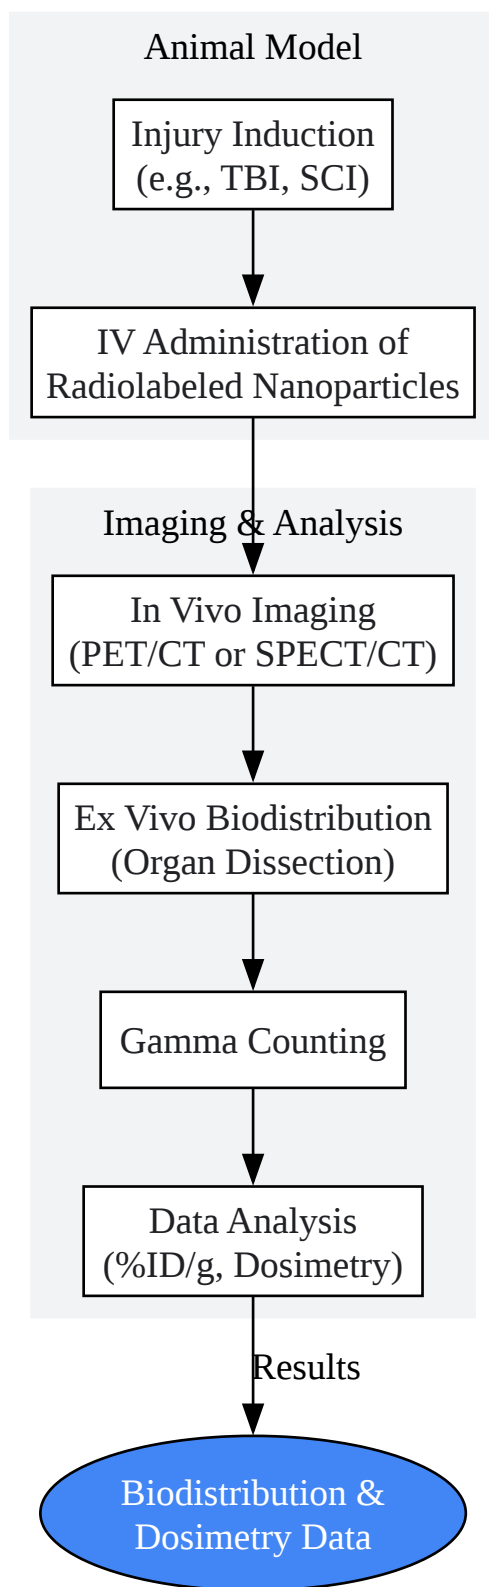 Animal Model
Injury Induction
(e.g., TBI, SCI)
IV Administration of
Radiolabeled Nanoparticles
Imaging & Analysis
In Vivo Imaging
(PET/CT or SPECT/CT)
Ex Vivo Biodistribution
(Organ Dissection)
Gamma Counting
Data Analysis
(%ID/g, Dosimetry)
Results
Biodistribution &
Dosimetry Data